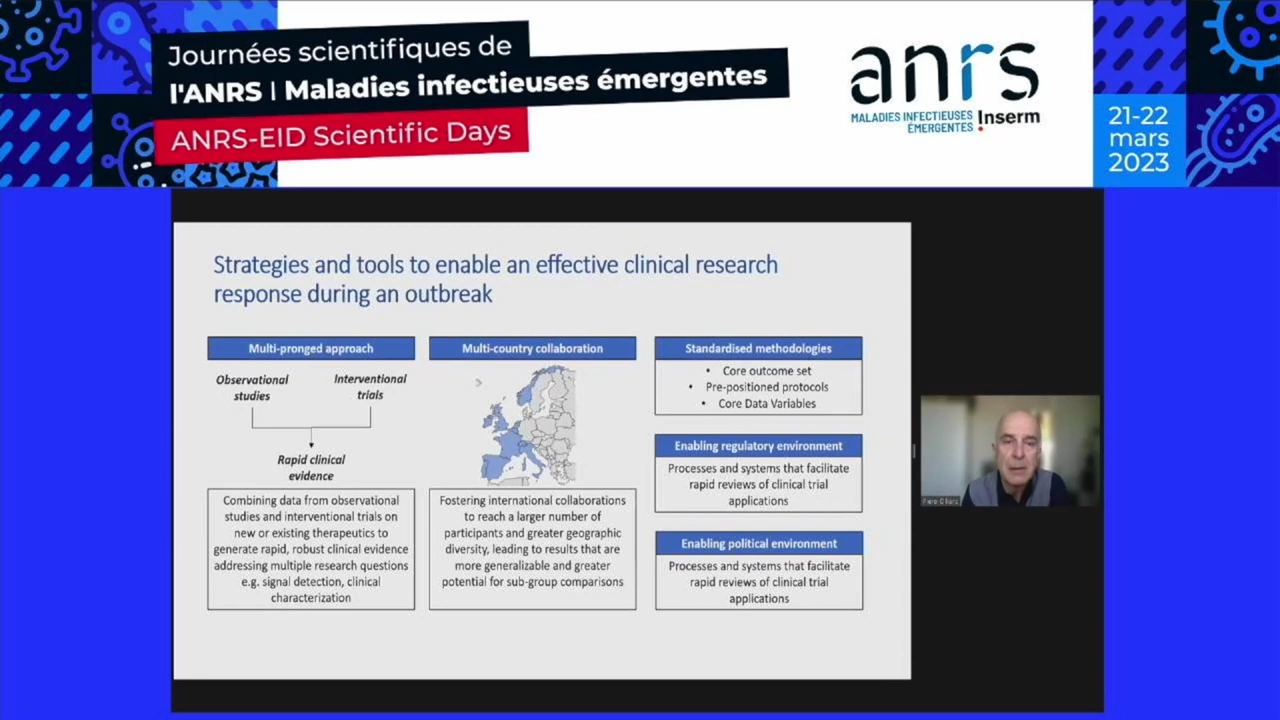 Journées scientifiques de
l'ANRS | Maladies infectieuses émergentes
ANRS-EID Scientific Days
anrs
MALADIES INFECTIEUSES
ÉMERGENTES
Inserm
21-22
mars
2023
Strategies and tools to enable an effective clinical research
response during an outbreak
Multi-pronged approach
Observational
studies
Interventional
trials
Rapid clinical
evidence
Combining data from observational
studies and interventional trials on
new or existing therapeutics to
generate rapid, robust clinical evidence
addressing multiple research questions
e.g. signal detection, clinical
characterization
Multi-country collaboration
Fostering international collaborations
to reach a larger number of
participants and greater geographic
diversity, leading to results that are
more generalizable and greater
potential for sub-group comparisons
Standardised methodologies
• Core outcome set
• Pre-positioned protocols
• Core Data Variables
Enabling regulatory environment
Processes and systems that facilitate
rapid reviews of clinical trial
applications
Enabling political environment
Processes and systems that facilitate
rapid reviews of clinical trial
applications
Piero